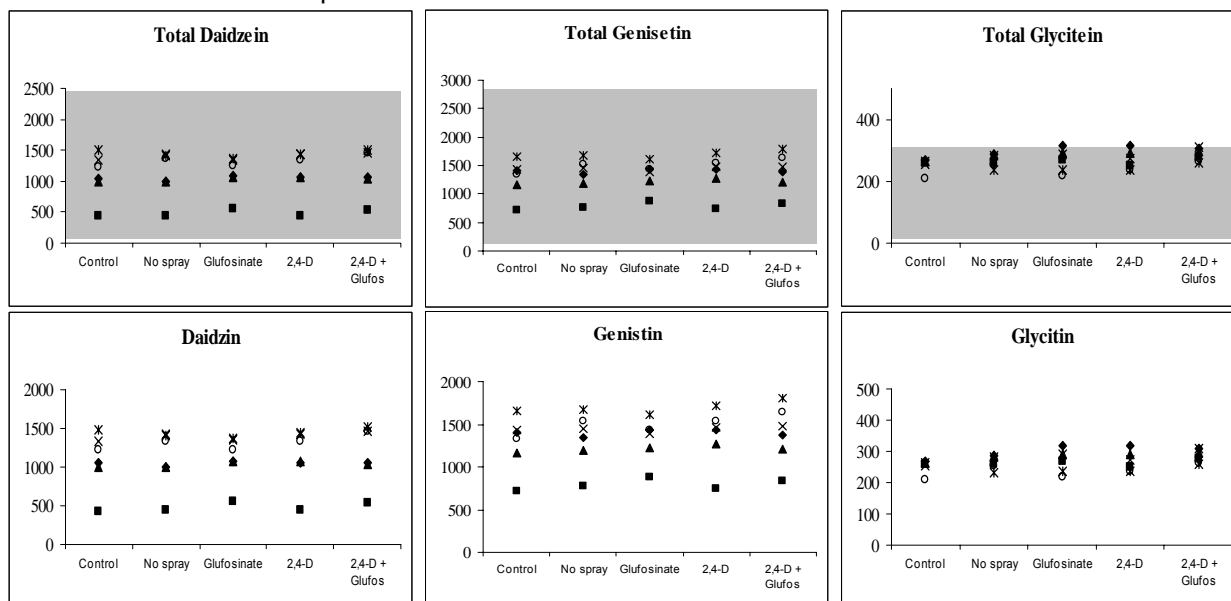 Total Daidzein
2500
2000
1500
1000
500
0
Control No spray Glufosinate 2,4-D 2,4-D + Glufos
Total Genisetin
3000
2500
2000
1500
1000
500
0
Control No spray Glufosinate 2,4-D 2,4-D + Glufos
Total Glycitein
400
200
0
Control No spray Glufosinate 2,4-D 2,4-D + Glufos
Daidzin
2000
1500
1000
500
0
Control No spray Glufosinate 2,4-D 2,4-D + Glufos
Genistin
2000
1500
1000
500
0
Control No spray Glufosinate 2,4-D 2,4-D + Glufos
Glycitin
500
400
300
200
100
0
Control No spray Glufosinate 2,4-D 2,4-D + Glufos